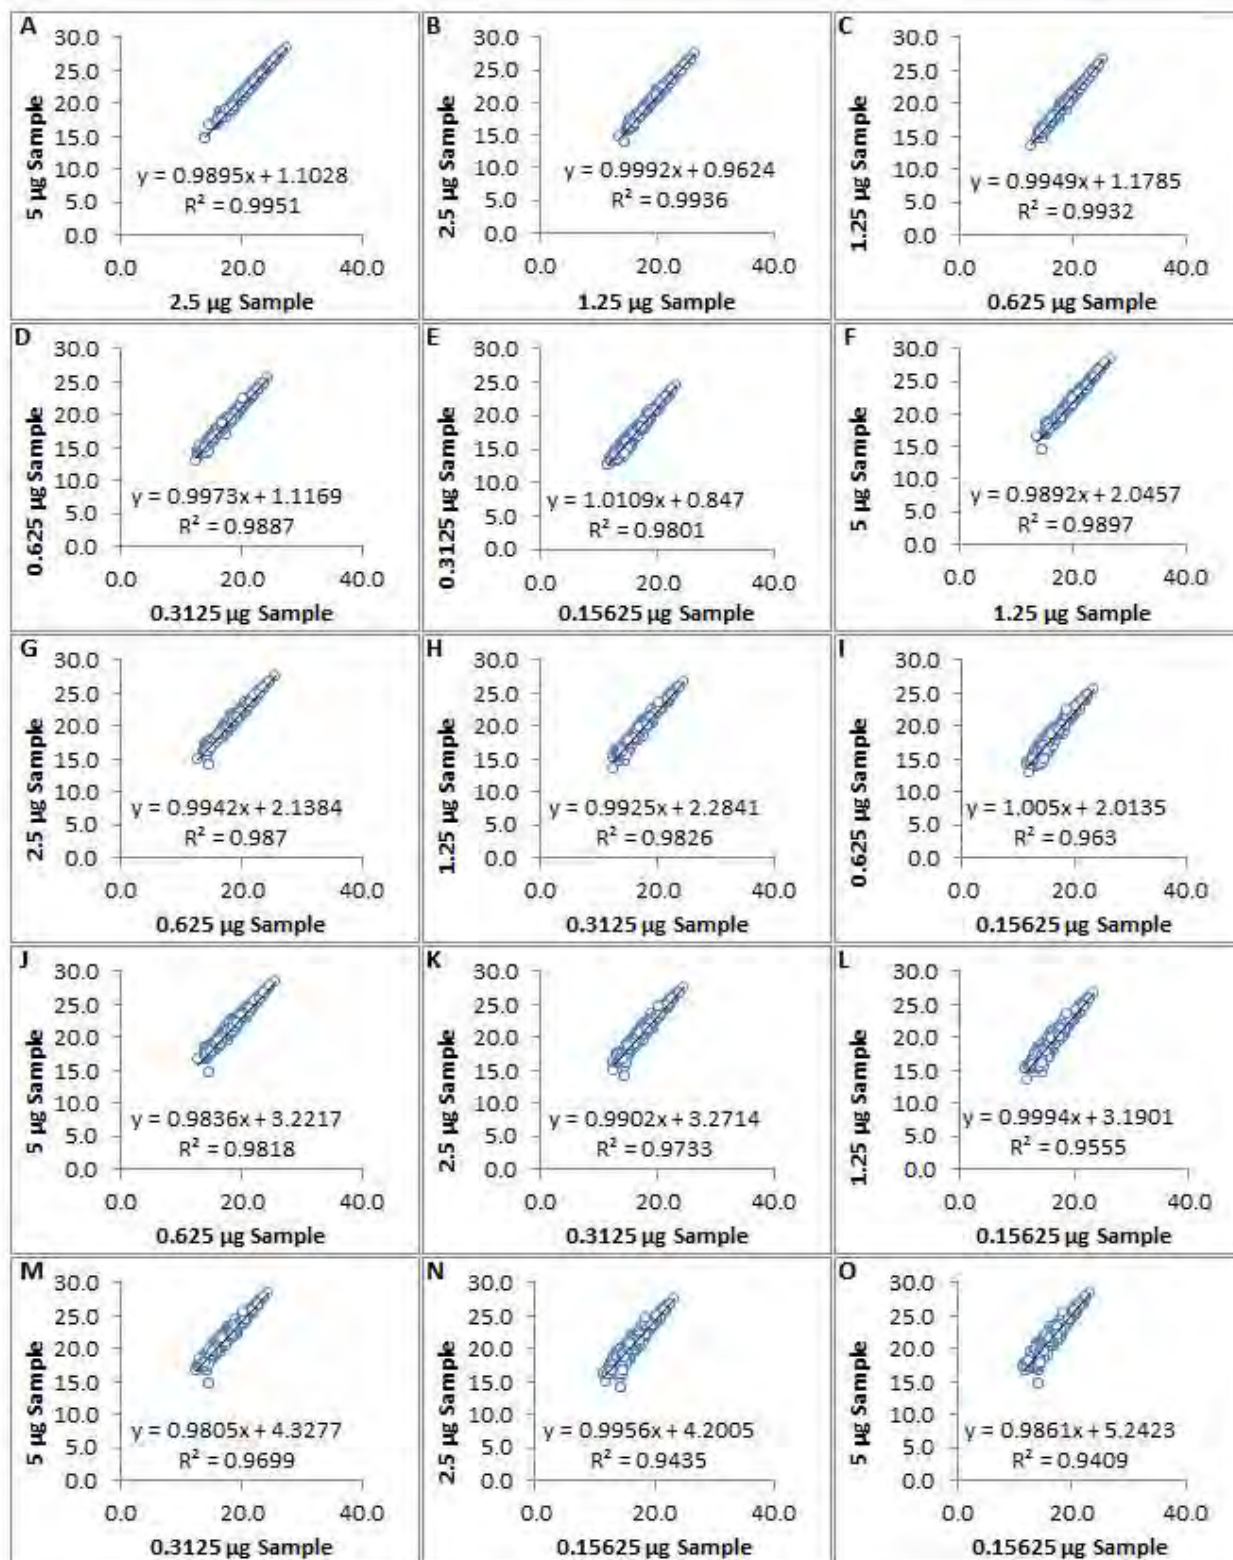 A
30.0
25.0
20.0
15.0
10.0
5.0
0.0
5 µg Sample
y = 0.9895x + 1.1028
R² = 0.9951
0.0 20.0 40.0
2.5 µg Sample
B
30.0
25.0
20.0
15.0
10.0
5.0
0.0
2.5 µg Sample
y = 0.9992x + 0.9624
R² = 0.9936
0.0 20.0 40.0
1.25 µg Sample
C
30.0
25.0
20.0
15.0
10.0
5.0
0.0
1.25 µg Sample
y = 0.9949x + 1.1785
R² = 0.9932
0.0 20.0 40.0
0.625 µg Sample
D
30.0
25.0
20.0
15.0
10.0
5.0
0.0
0.625 µg Sample
y = 0.9973x + 1.1169
R² = 0.9887
0.0 20.0 40.0
0.3125 µg Sample
E
30.0
25.0
20.0
15.0
10.0
5.0
0.0
0.3125 µg Sample
y = 1.0109x + 0.847
R² = 0.9801
0.0 20.0 40.0
0.15625 µg Sample
F
30.0
25.0
20.0
15.0
10.0
5.0
0.0
5 µg Sample
y = 0.9892x + 2.0457
R² = 0.9897
0.0 20.0 40.0
1.25 µg Sample
G
30.0
25.0
20.0
15.0
10.0
5.0
0.0
2.5 µg Sample
y = 0.9942x + 2.1384
R² = 0.987
0.0 20.0 40.0
0.625 µg Sample
H
30.0
25.0
20.0
15.0
10.0
5.0
0.0
1.25 µg Sample
y = 0.9925x + 2.2841
R² = 0.9826
0.0 20.0 40.0
0.3125 µg Sample
I
30.0
25.0
20.0
15.0
10.0
5.0
0.0
0.625 µg Sample
y = 1.005x + 2.0135
R² = 0.963
0.0 20.0 40.0
0.15625 µg Sample
J
30.0
25.0
20.0
15.0
10.0
5.0
0.0
5 µg Sample
y = 0.9836x + 3.2217
R² = 0.9818
0.0 20.0 40.0
0.625 µg Sample
K
30.0
25.0
20.0
15.0
10.0
5.0
0.0
2.5 µg Sample
y = 0.9902x + 3.2714
R² = 0.9733
0.0 20.0 40.0
0.3125 µg Sample
L
30.0
25.0
20.0
15.0
10.0
5.0
0.0
1.25 µg Sample
y = 0.9994x + 3.1901
R² = 0.9555
0.0 20.0 40.0
0.15625 µg Sample
M
30.0
25.0
20.0
15.0
10.0
5.0
0.0
5 µg Sample
y = 0.9805x + 4.3277
R² = 0.9699
0.0 20.0 40.0
0.3125 µg Sample
N
30.0
25.0
20.0
15.0
10.0
5.0
0.0
2.5 µg Sample
y = 0.9956x + 4.2005
R² = 0.9435
0.0 20.0 40.0
0.15625 µg Sample
O
30.0
25.0
20.0
15.0
10.0
5.0
0.0
5 µg Sample
y = 0.9861x + 5.2423
R² = 0.9409
0.0 20.0 40.0
0.15625 µg Sample